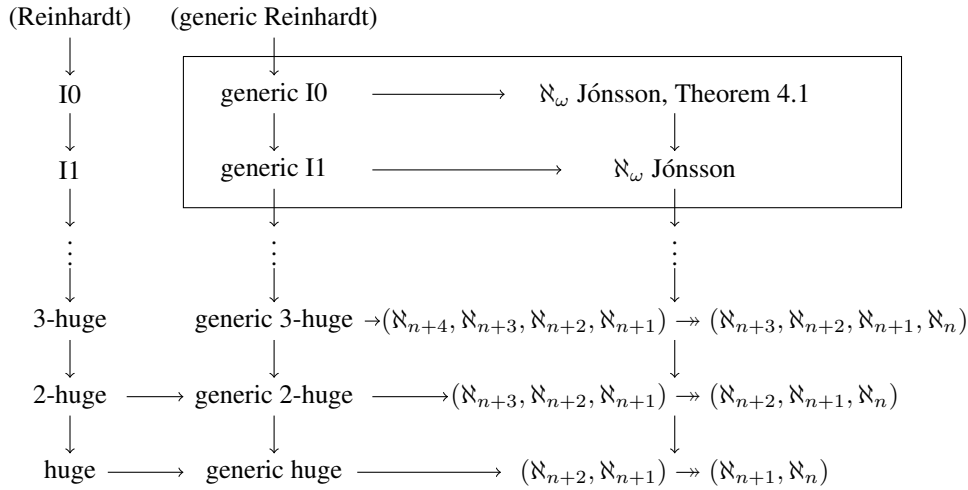 (Reinhardt) (generic Reinhardt)
I0 generic I0 ℵ_ω Jónsson, Theorem 4.1
I1 generic I1 ℵ_ω Jónsson
⋮ ⋮ ⋮
3-huge generic 3-huge (ℵ_{n+4}, ℵ_{n+3}, ℵ_{n+2}, ℵ_{n+1}) ↠ (ℵ_{n+3}, ℵ_{n+2}, ℵ_{n+1}, ℵ_n)
2-huge generic 2-huge (ℵ_{n+3}, ℵ_{n+2}, ℵ_{n+1}) ↠ (ℵ_{n+2}, ℵ_{n+1}, ℵ_n)
huge generic huge (ℵ_{n+2}, ℵ_{n+1}) ↠ (ℵ_{n+1}, ℵ_n)